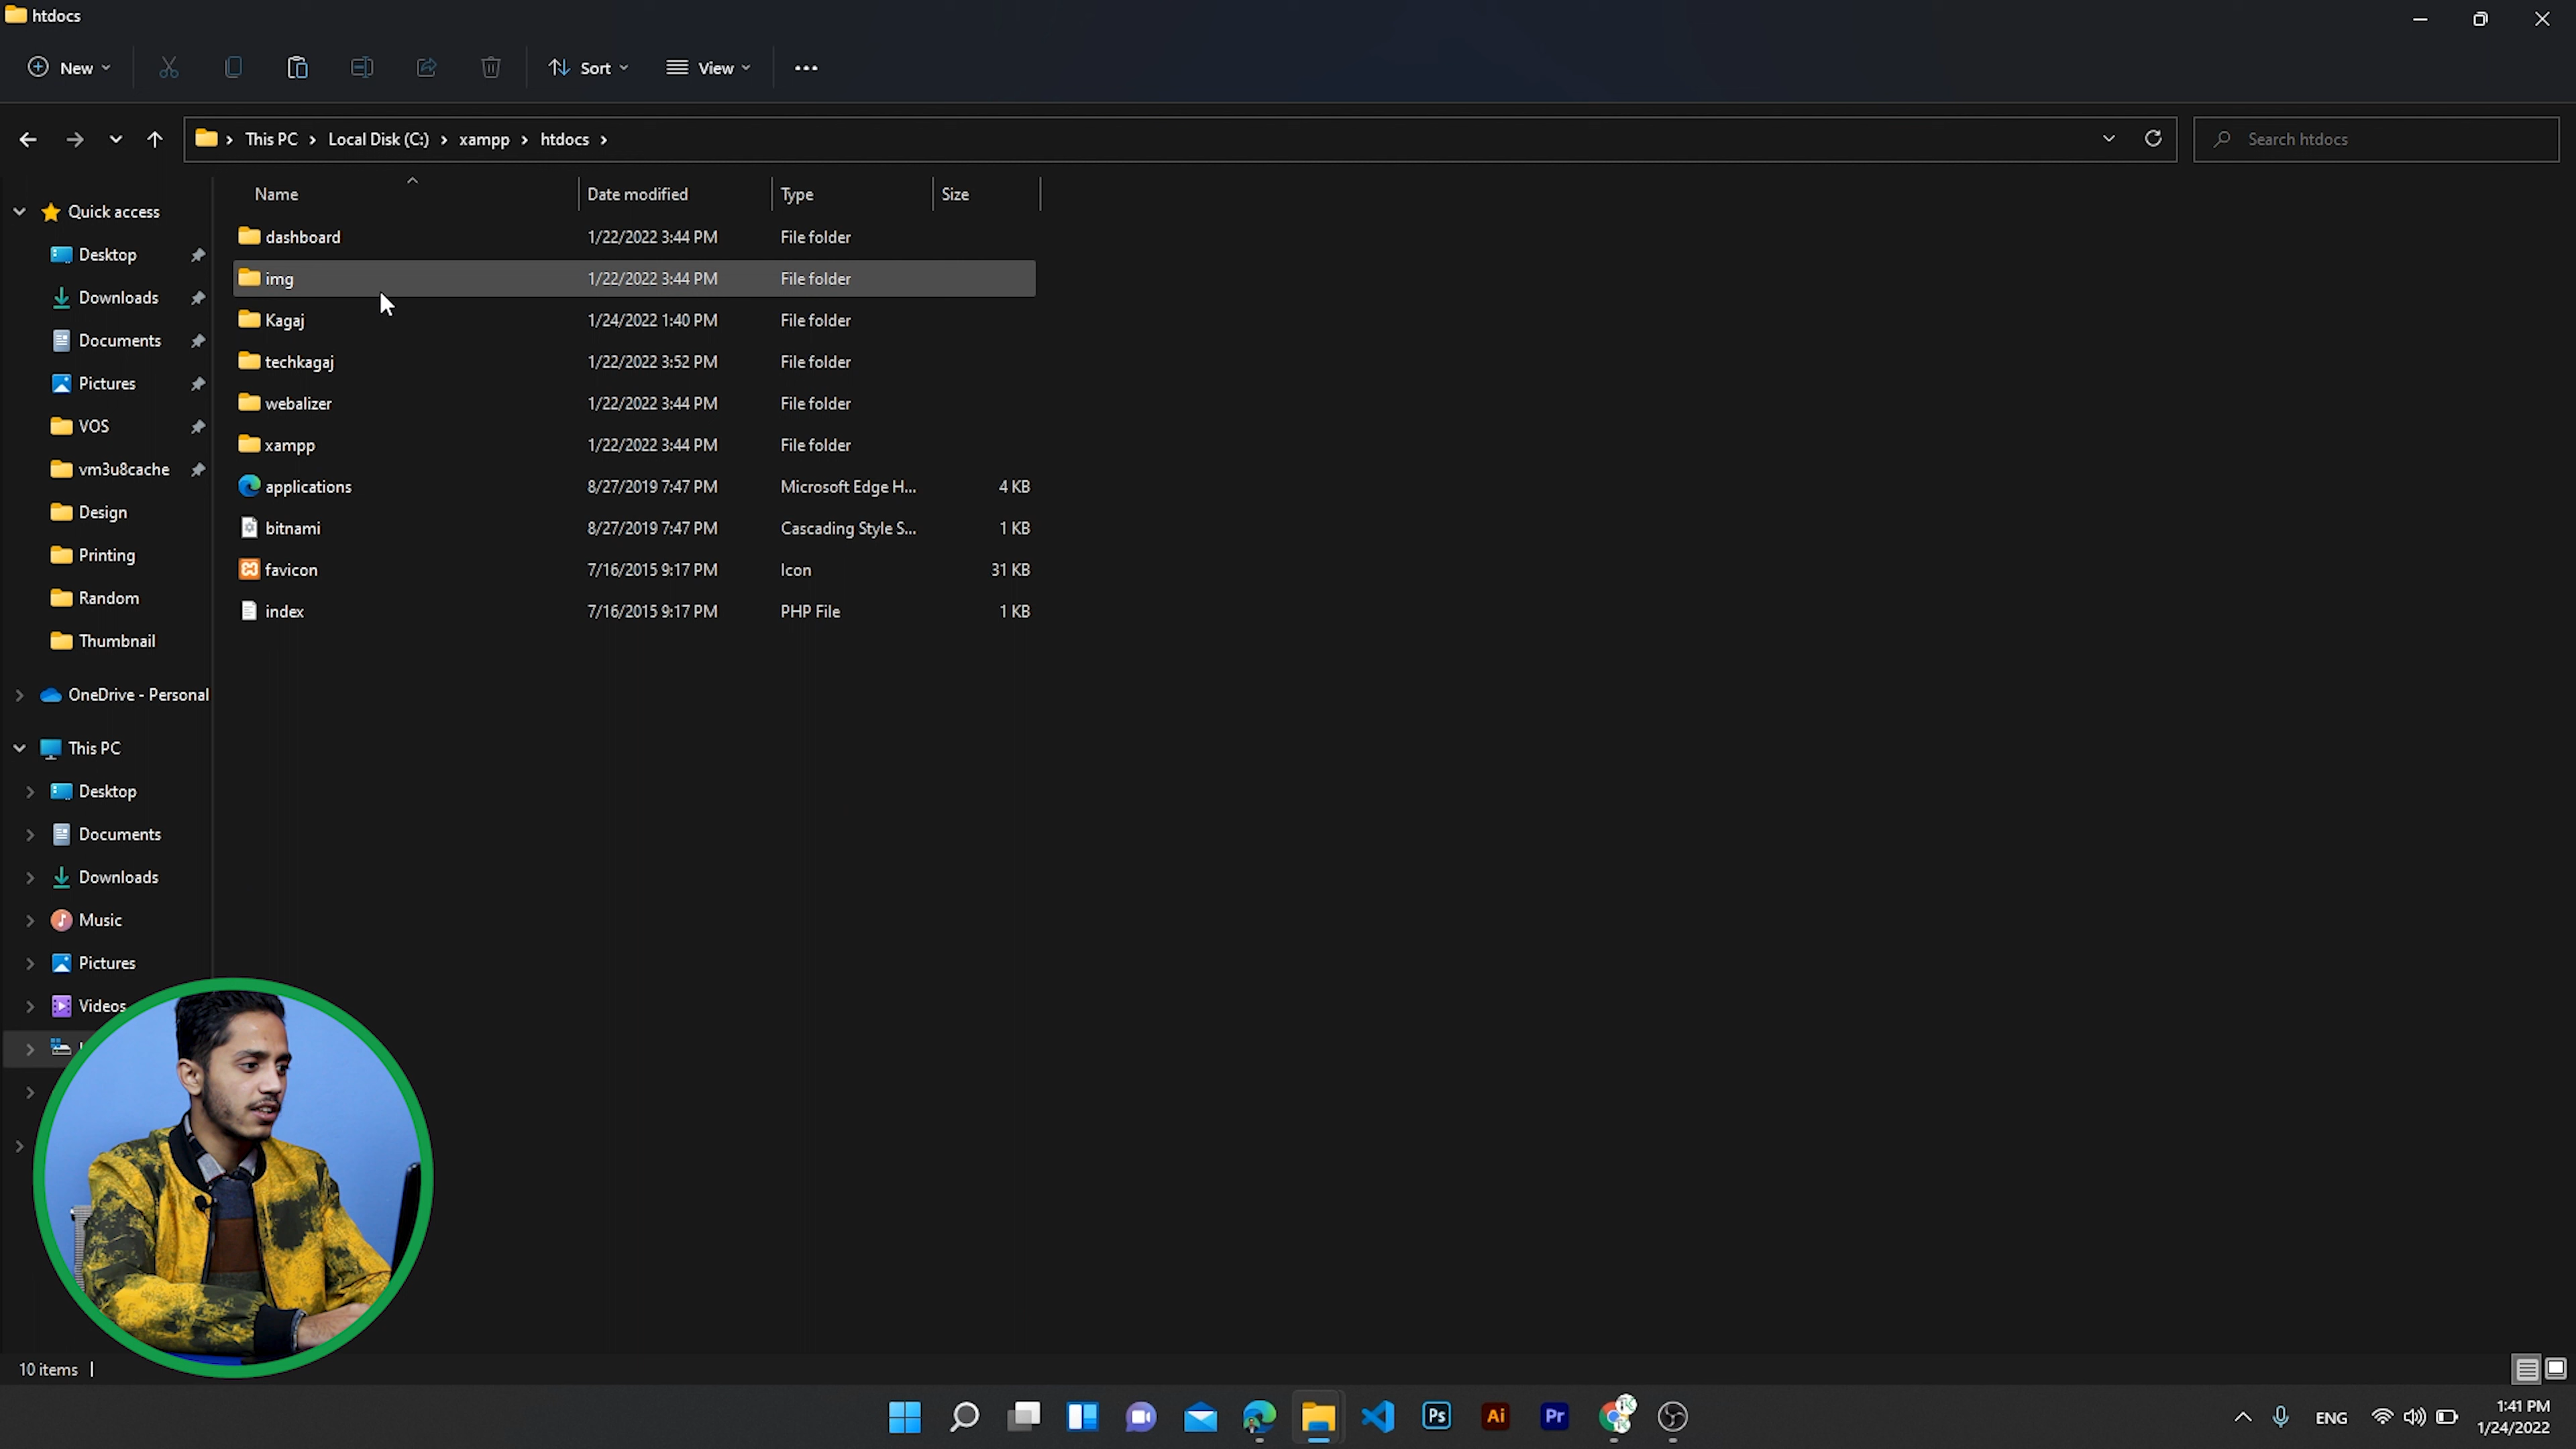 htdocs
New
Sort
View
This PC > Local Disk (C:) > xampp > htdocs >
Search htdocs
Name Date modified Type Size
dashboard 1/22/2022 3:44 PM File folder
img 1/22/2022 3:44 PM File folder
Kagaj 1/24/2022 1:40 PM File folder
techkagaj 1/22/2022 3:52 PM File folder
webalizer 1/22/2022 3:44 PM File folder
xampp 1/22/2022 3:44 PM File folder
applications 8/27/2019 7:47 PM Microsoft Edge H... 4 KB
bitnami 8/27/2019 7:47 PM Cascading Style S... 1 KB
favicon 7/16/2015 9:17 PM Icon 31 KB
index 7/16/2015 9:17 PM PHP File 1 KB
Quick access
Desktop
Downloads
Documents
Pictures
VOS
vm3u8cache
Design
Printing
Random
Thumbnail
OneDrive - Personal
This PC
Desktop
Documents
Downloads
Music
Pictures
Videos
10 items
Ps
Ai
Pr
ENG
1:41 PM
1/24/2022